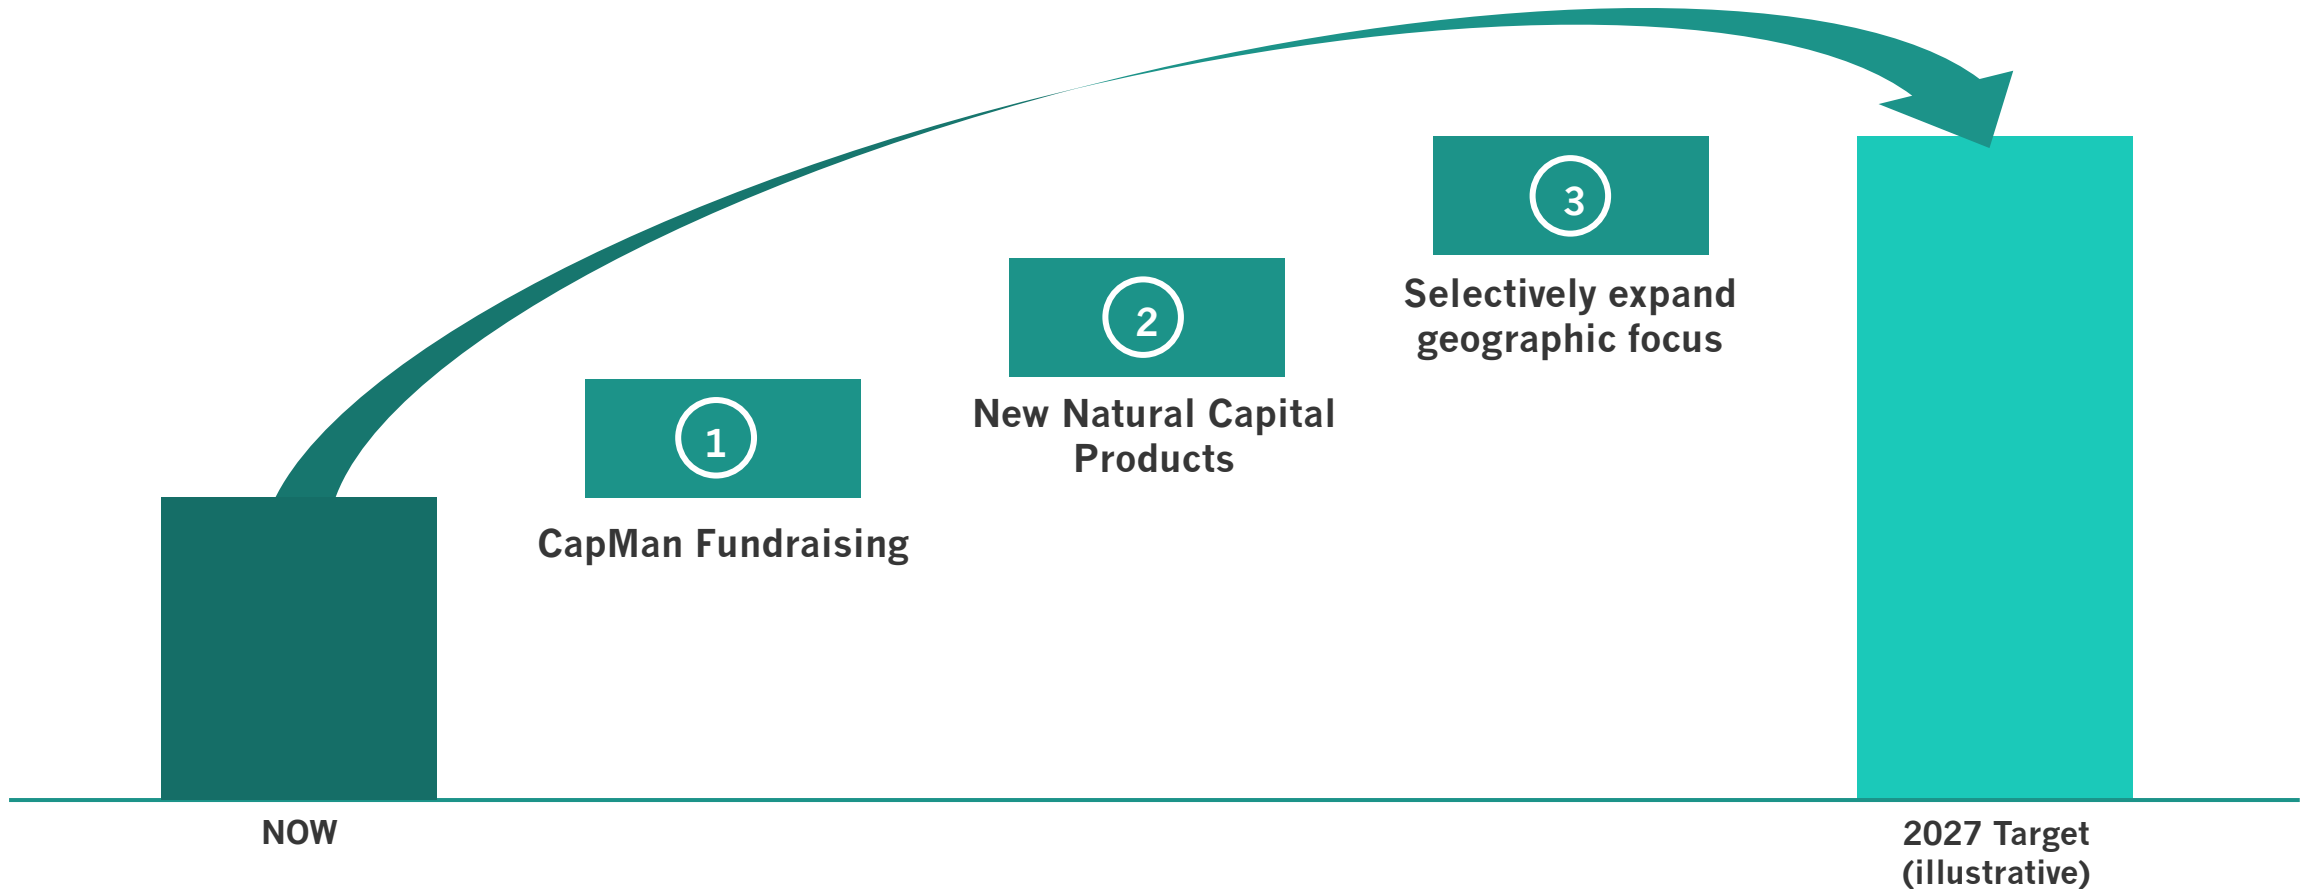 3
2
Selectively expand
geographic focus
1
New Natural Capital
Products
CapMan Fundraising
NOW
2027 Target
(illustrative)